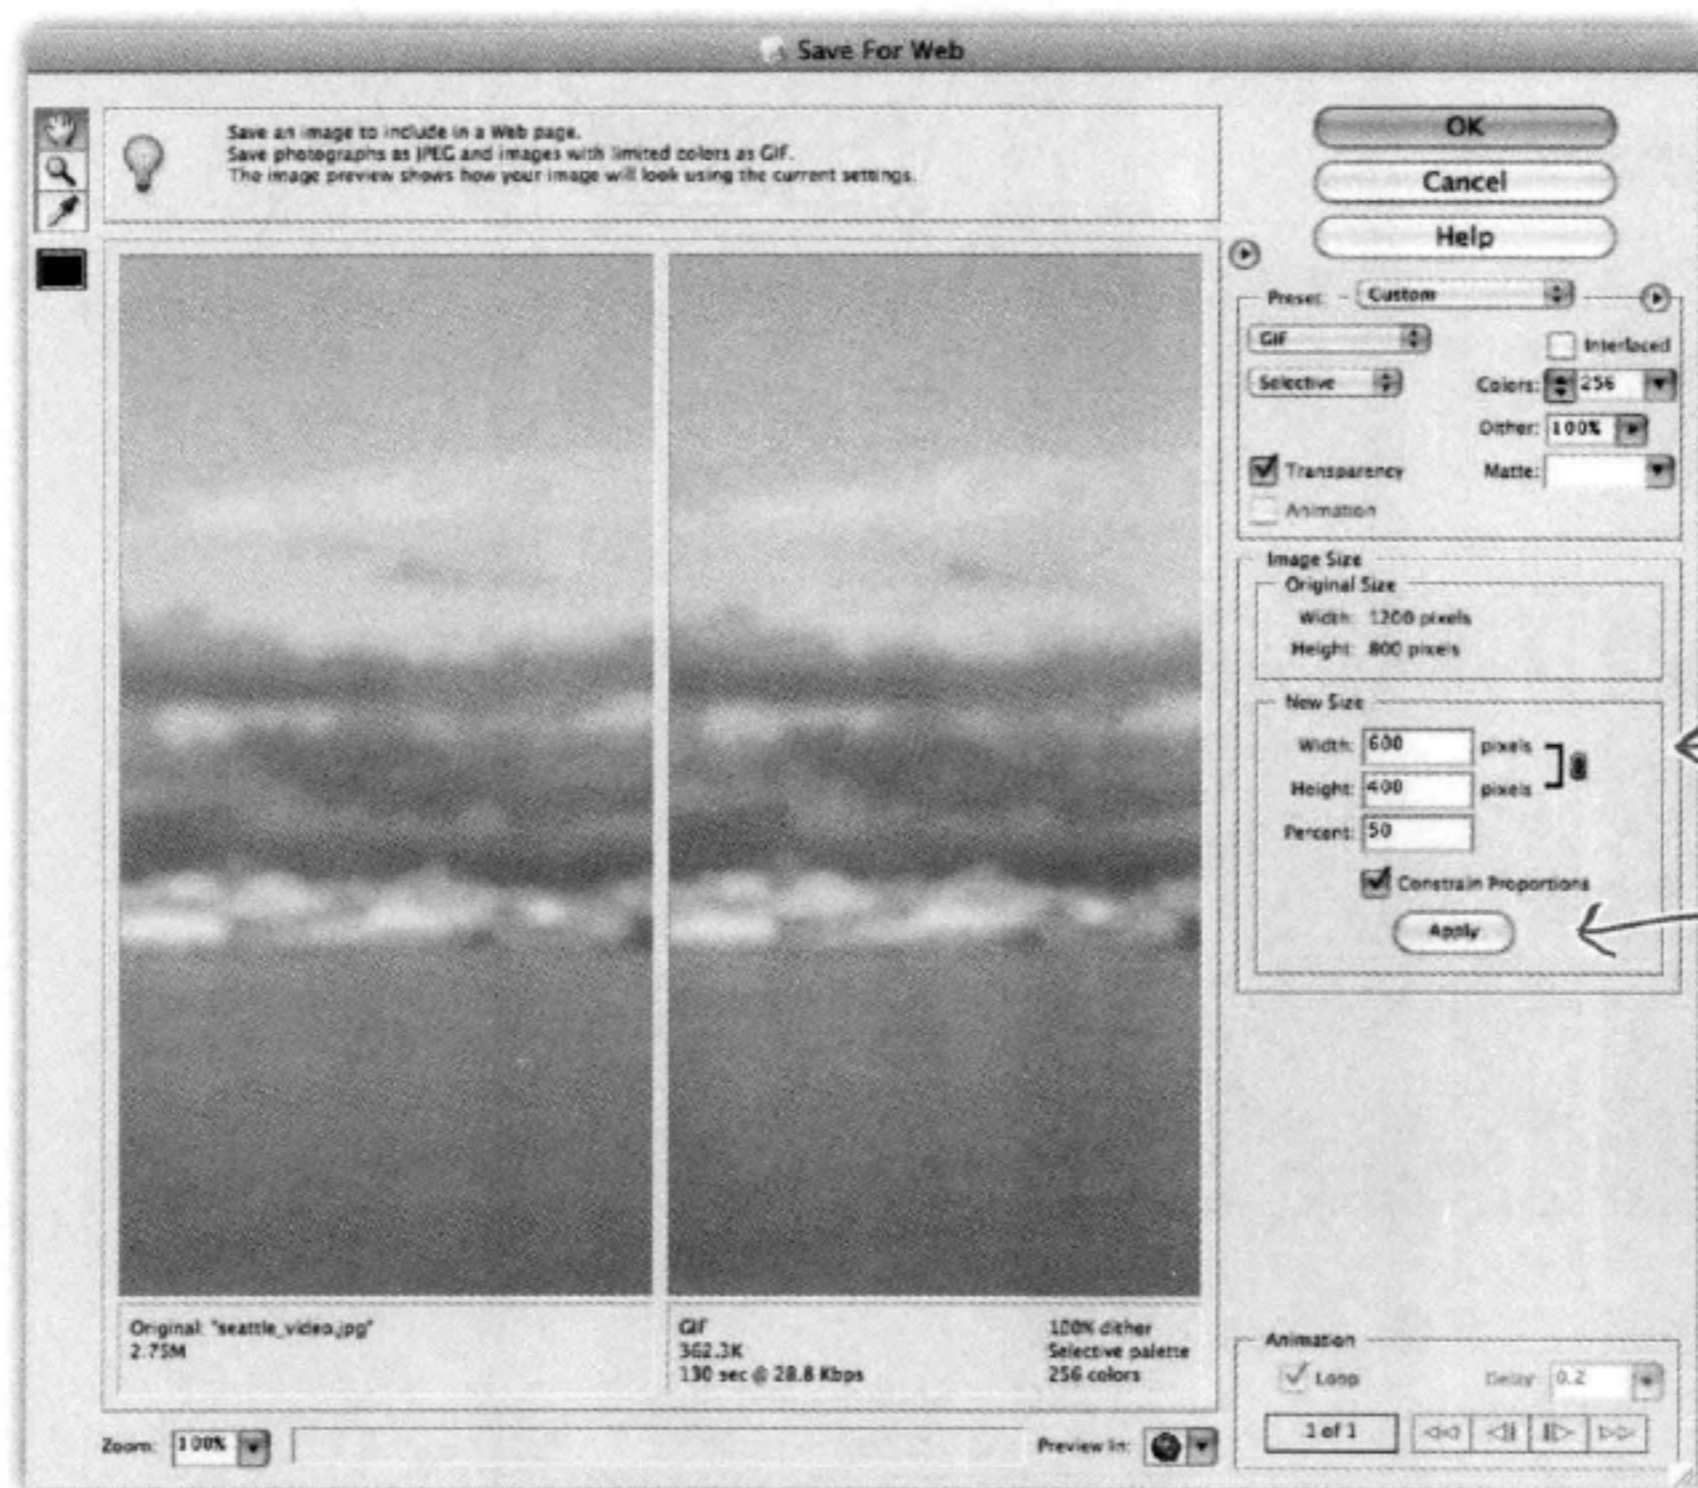 Save For Web
Save an image to include in a Web page.
Save photographs as JPEG and images with limited colors as GIF.
The image preview shows how your image will look using the current settings.
OK
Cancel
Help
Preset: Custom
GIF
Interlaced
Selective
Colors: 256
Dither: 100%
Transparency
Matte:
Animation
Image Size
Original Size
Width: 1200 pixels
Height: 800 pixels
New Size
Width: 600 pixels
Height: 400 pixels
Percent: 50
Constrain Proportions
Apply
Original: "seattle_video.jpg"
2.75M
GIF
362.3K
130 sec @ 28.8 Kbps
100% dither
Selective palette
256 colors
Animation
Loop
Delay: 0.2
1 of 1
Zoom: 100%
Preview In: